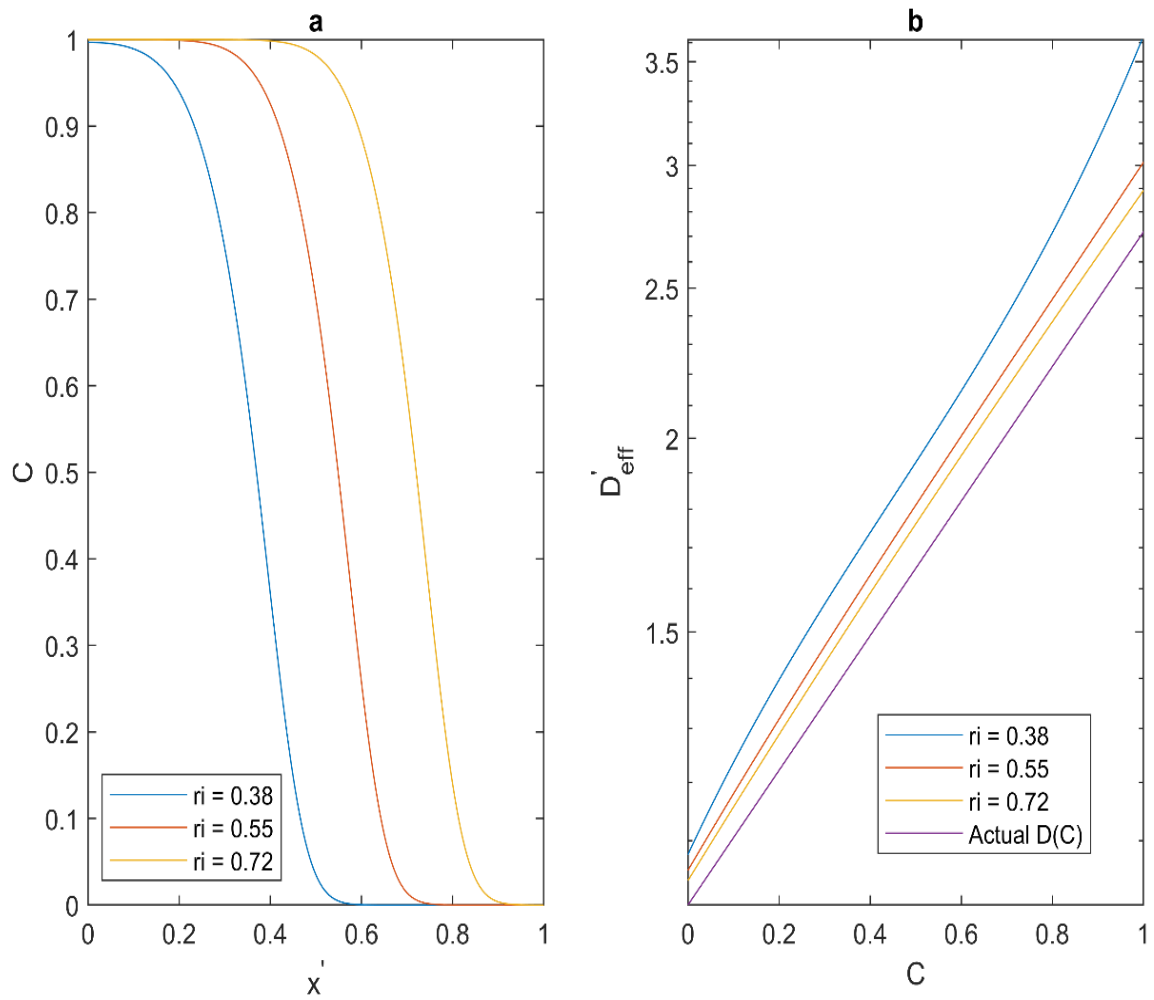 a
1
0.9
0.8
0.7
0.6
0.5
0.4
0.3
0.2
0.1
0
C
0 0.2 0.4 0.6 0.8 1
x'
ri = 0.38
ri = 0.55
ri = 0.72
b
3.5
3
2.5
2
1.5
D'eff
0 0.2 0.4 0.6 0.8 1
C
ri = 0.38
ri = 0.55
ri = 0.72
Actual D(C)